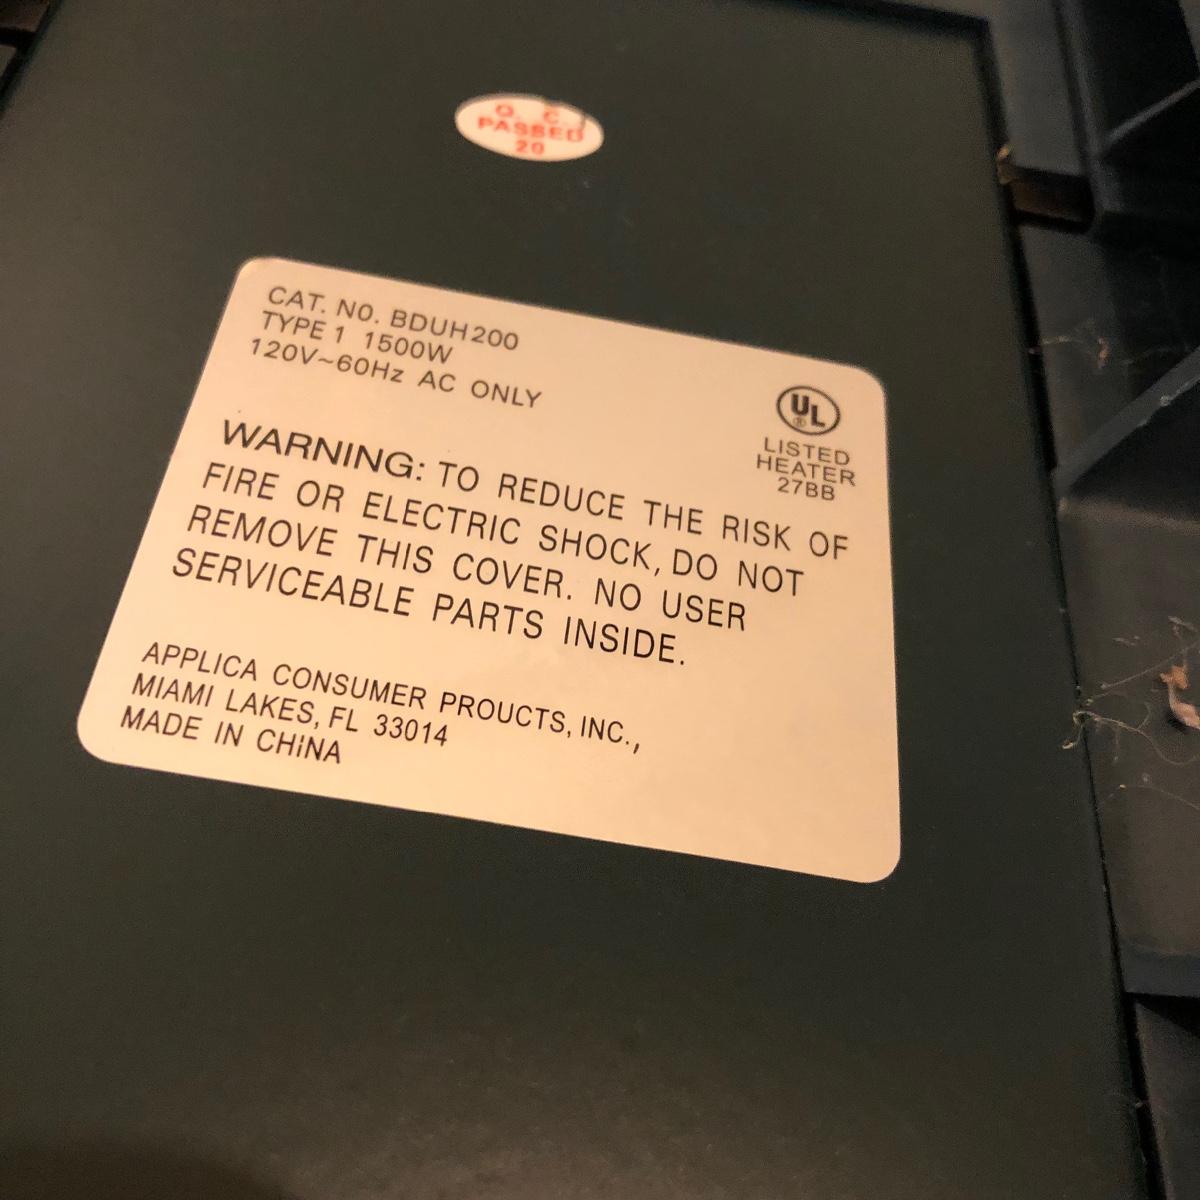 Q. C.
PASSED
20
CAT. NO. BDUH200
TYPE 1 1500W
120V~60Hz AC ONLY
UL
®
LISTED
HEATER
27BB
WARNING: TO REDUCE THE RISK OF
FIRE OR ELECTRIC SHOCK, DO NOT
REMOVE THIS COVER. NO USER
SERVICEABLE PARTS INSIDE.
APPLICA CONSUMER PROUCTS, INC.,
MIAMI LAKES, FL 33014
MADE IN CHiNA